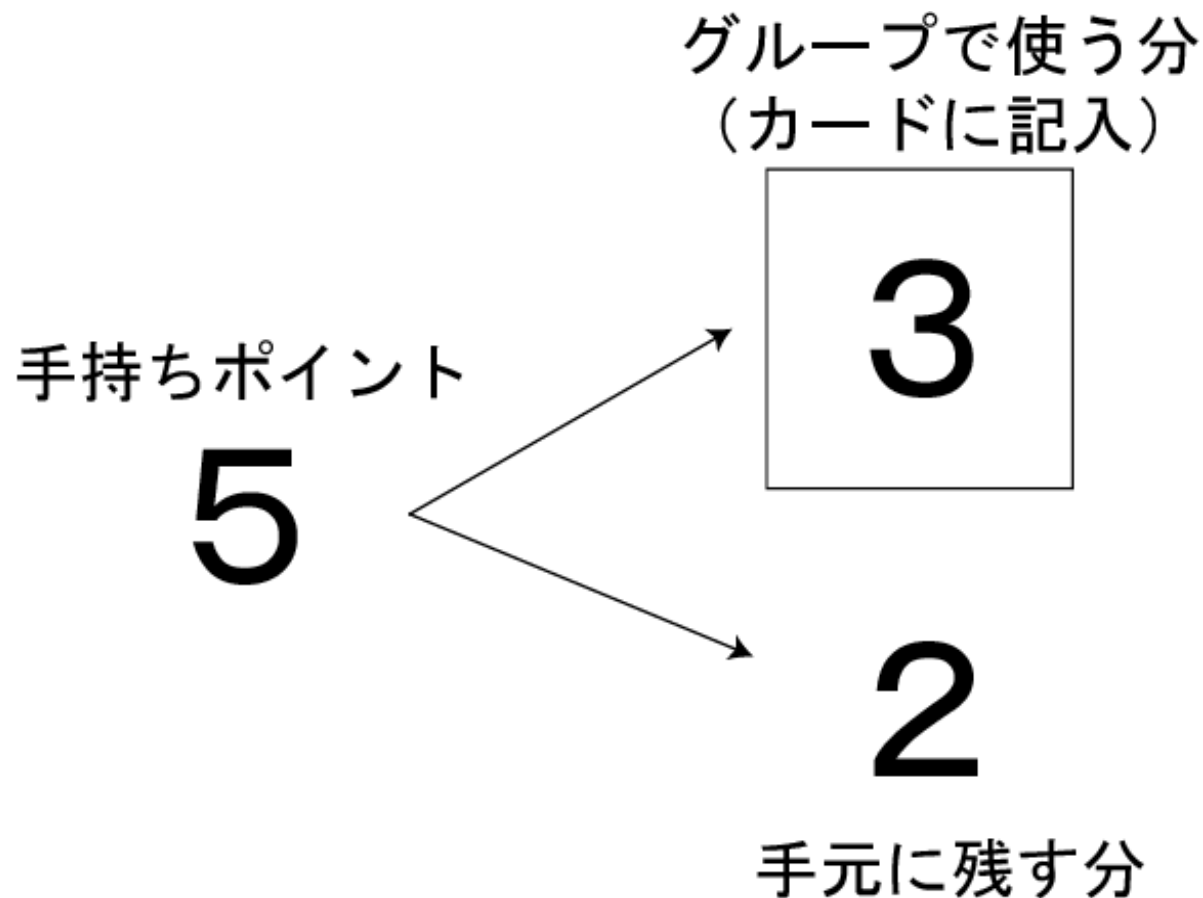 グループで使う分
（カードに記入）
3
手持ちポイント
5
2
手元に残す分